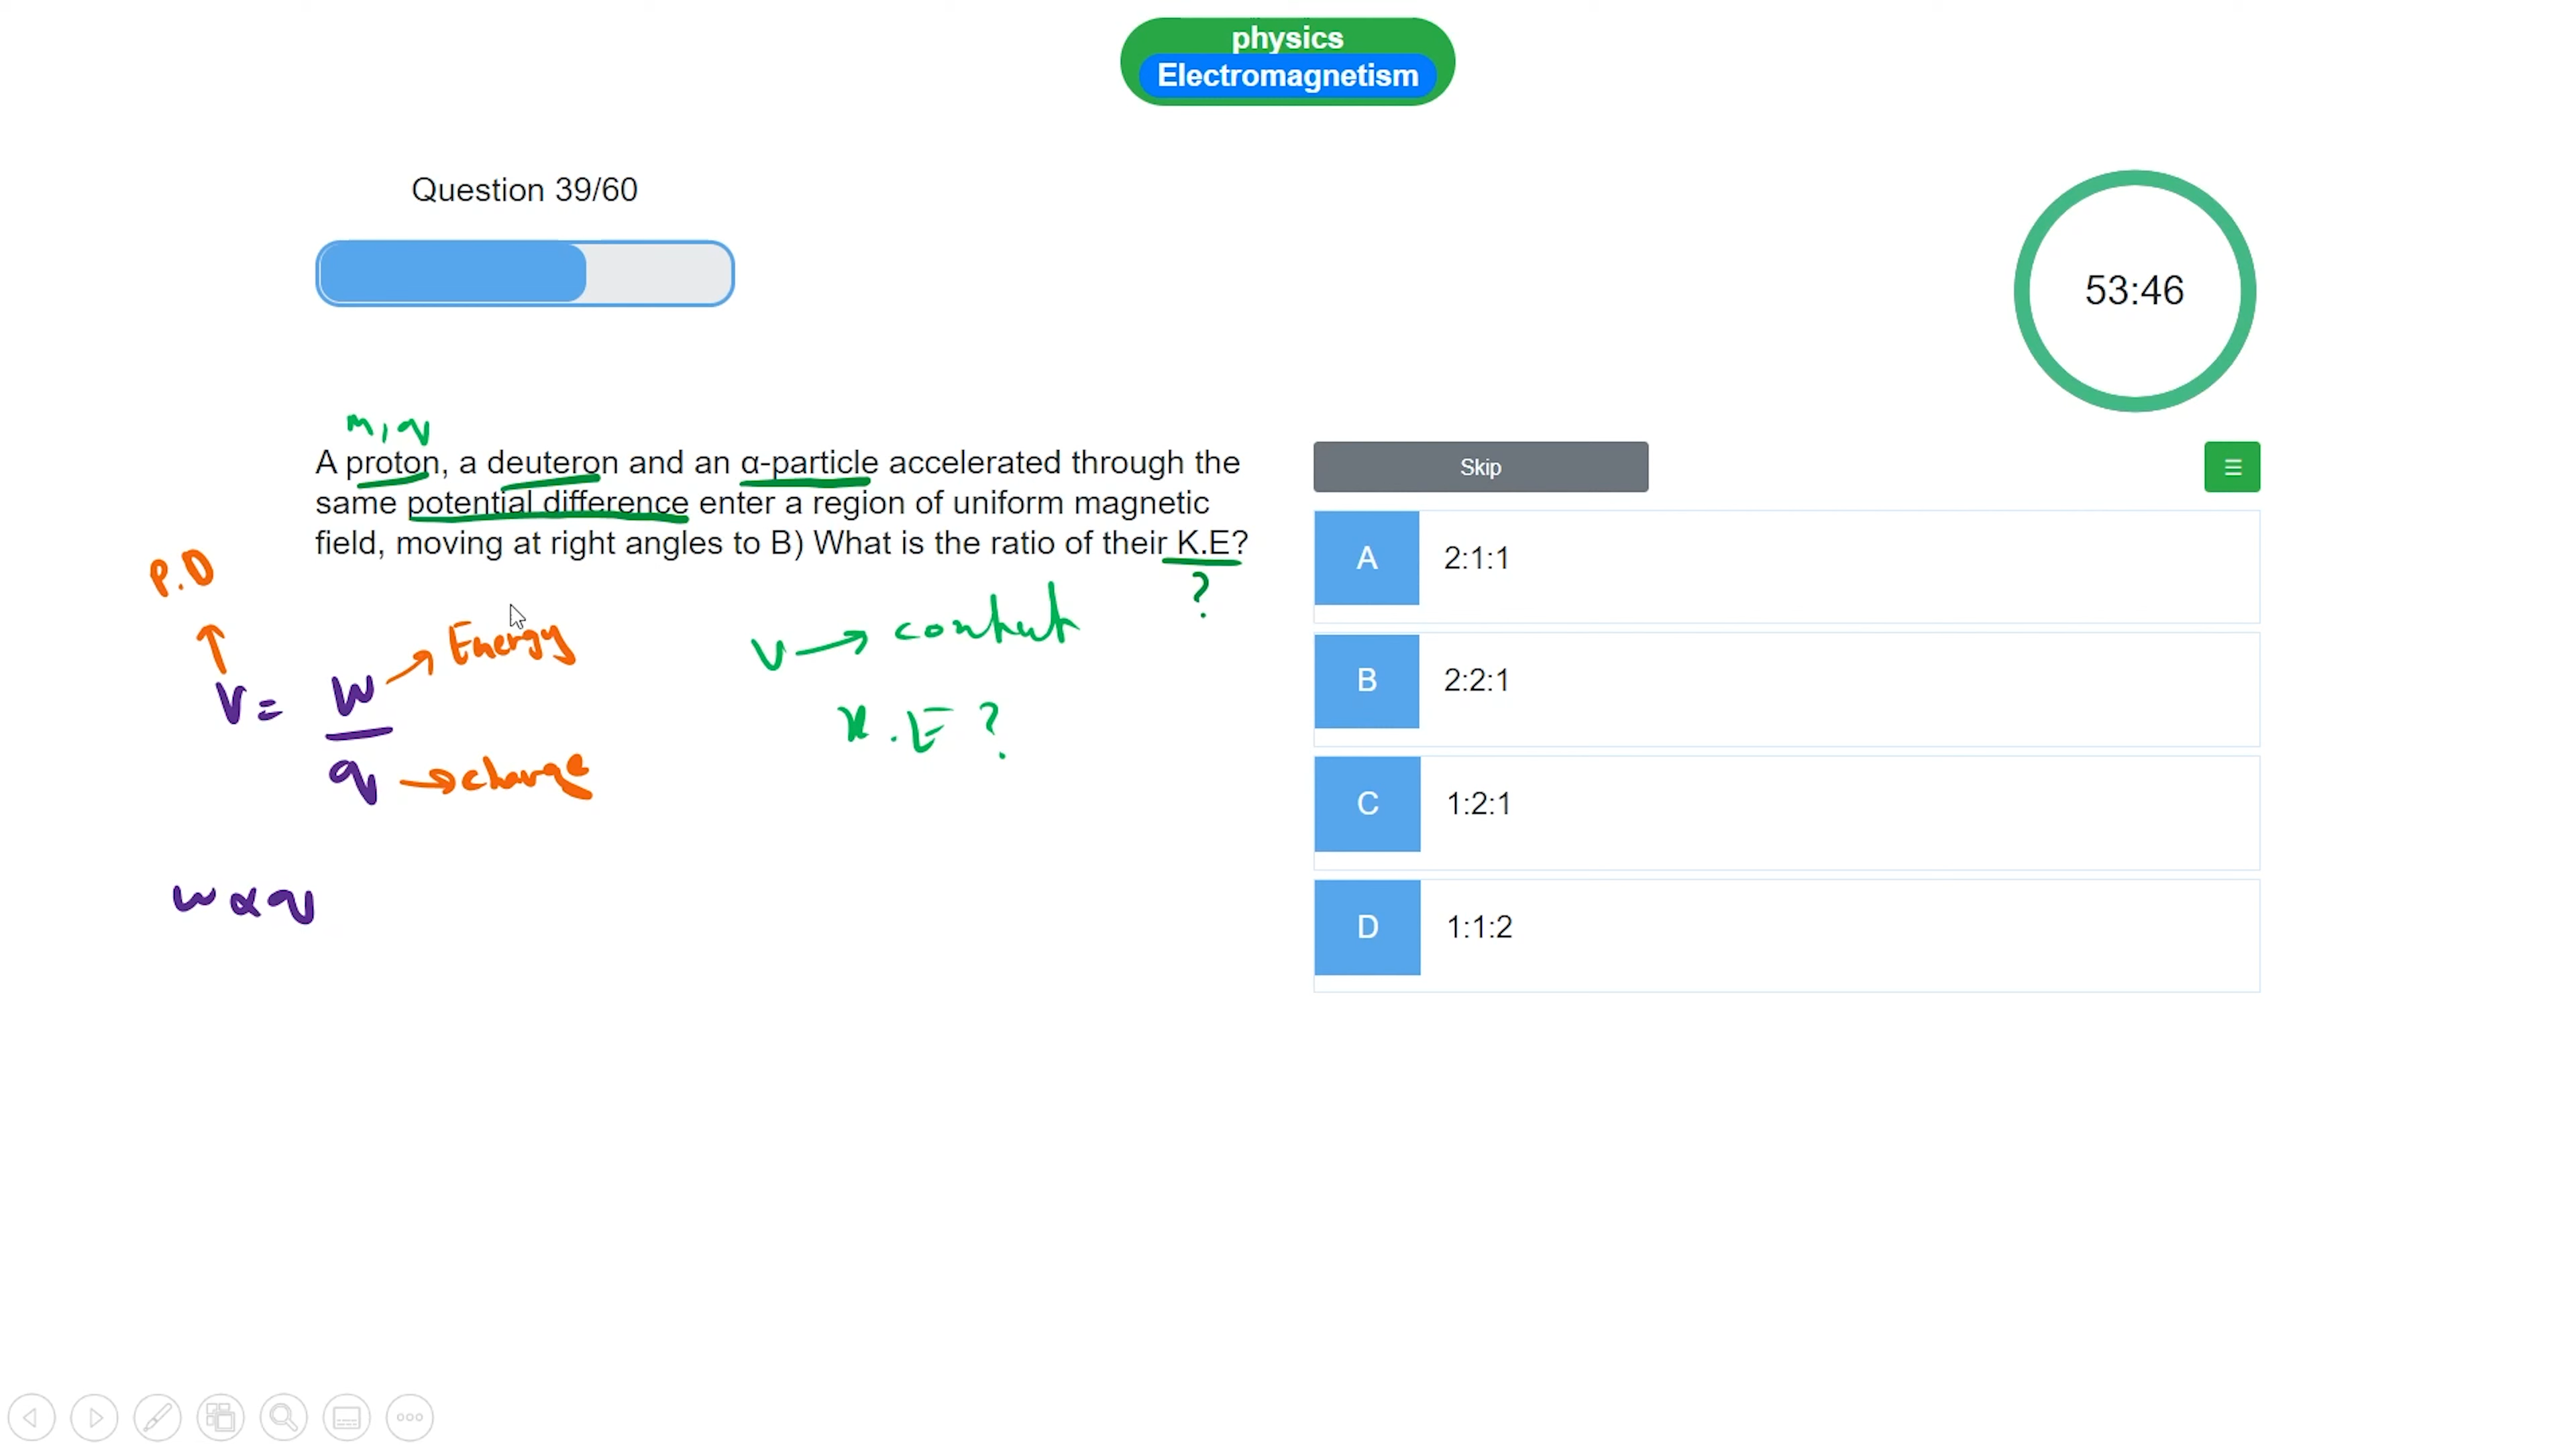 physics
Electromagnetism
Question 39/60
53:46
m, q
A proton, a deuteron and an α-particle accelerated through the
same potential difference enter a region of uniform magnetic
field, moving at right angles to B) What is the ratio of their K.E?
?
P.D
V → 
V = W → Energy
q → charge
K.E ?
W α q
Skip
☰
A 2:1:1
B 2:2:1
C 1:2:1
D 1:1:2